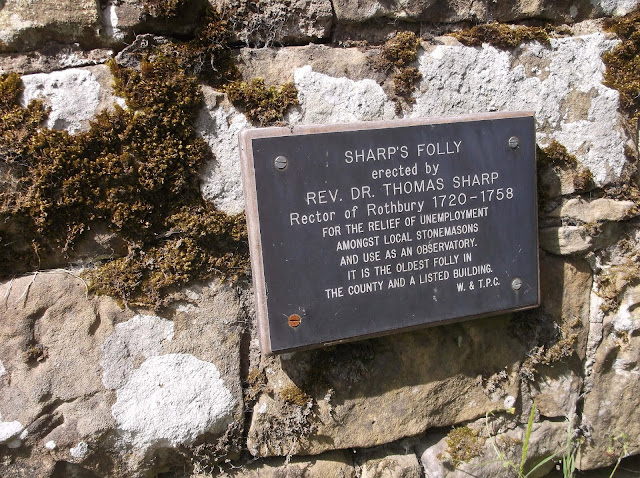 SHARP'S FOLLY
erected by
REV. DR. THOMAS SHARP
Rector of Rothbury 1720-1758
FOR THE RELIEF OF UNEMPLOYMENT
AMONGST LOCAL STONEMASONS
AND USE AS AN OBSERVATORY.
IT IS THE OLDEST FOLLY IN
THE COUNTY AND A LISTED BUILDING.
W. & T.P.C.